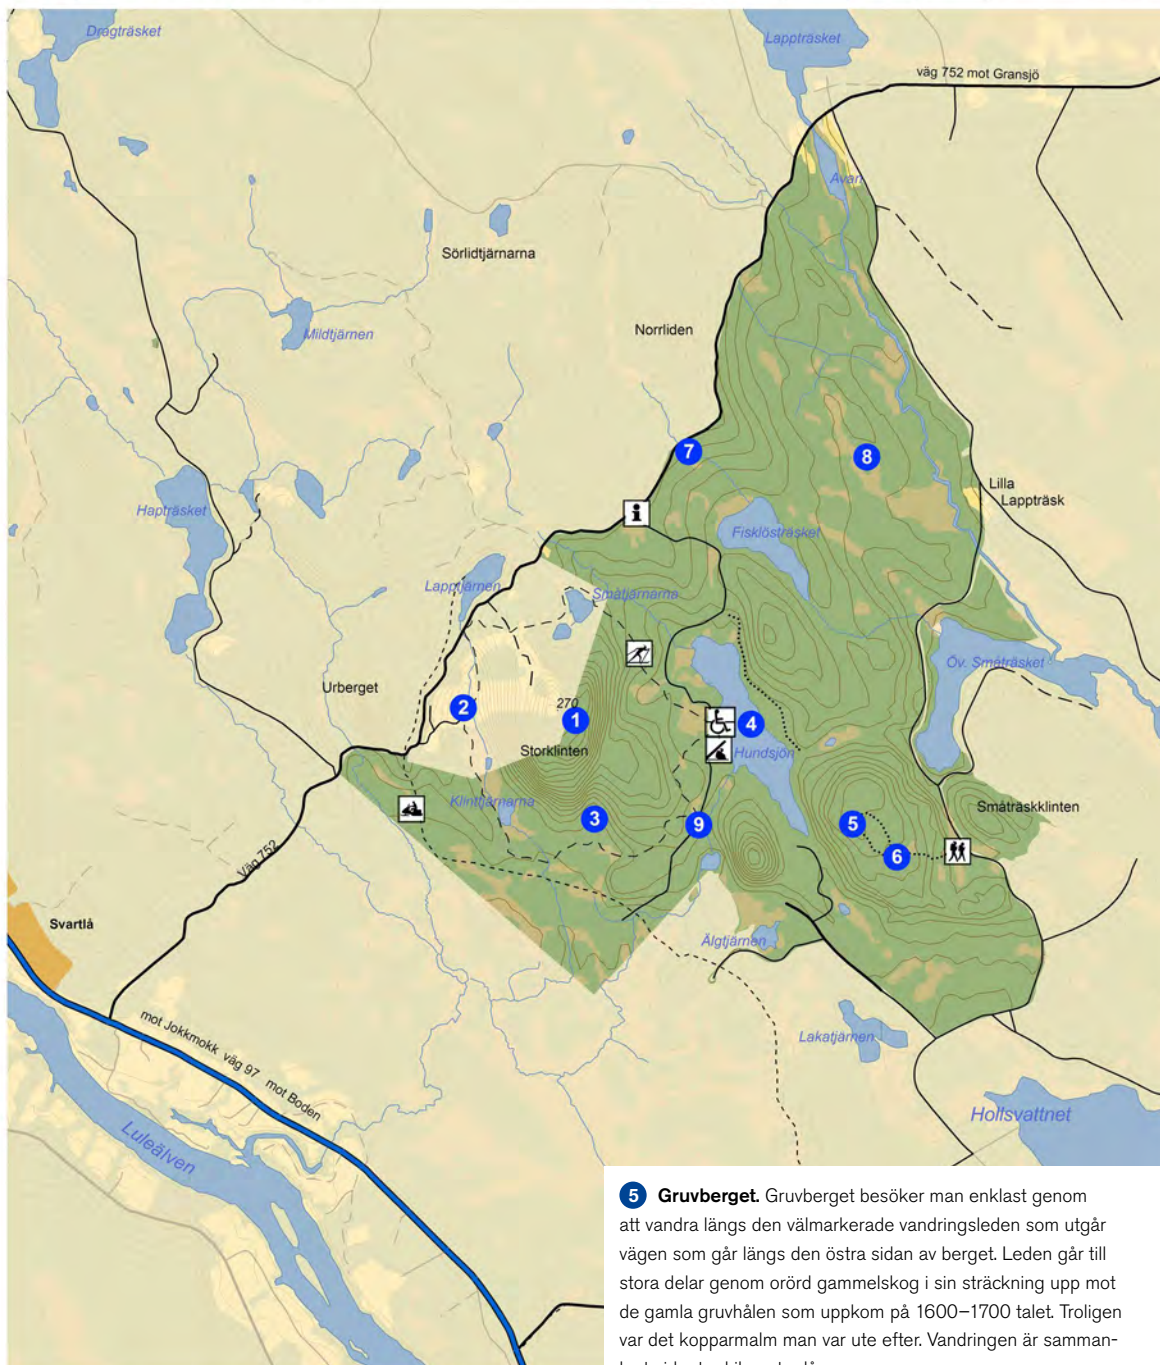 Dragträsket
Lappträsket
väg 752 mot Gransjö
Avan
Sörlidtjärnarna
Mildtjärnen
Norrliden
7
8
Lilla
Lappträsk
Hapträsket
i
Fisklösträsket
Lapptjärnen
Småtjärnarna
Öv. Småträsket
Urberget
270
2
1
4
Storklinten
Hundsjön
Klinttjärnarna
Småträskklinten
3
9
5
6
Väg 752
Svartlå
Älgtjärnen
Lakatjärnen
mot Jokkmokk väg 97 mot Boden
Hollsvattnet
Luleälven
5 Gruvberget. Gruvberget besöker man enklast genom
att vandra längs den välmarkerade vandringsleden som utgår
vägen som går längs den östra sidan av berget. Leden går till
stora delar genom orörd gammelskog i sin sträckning upp mot
de gamla gruvhålen som uppkom på 1600–1700 talet. Troligen
var det kopparmalm man var ute efter. Vandringen är samman-